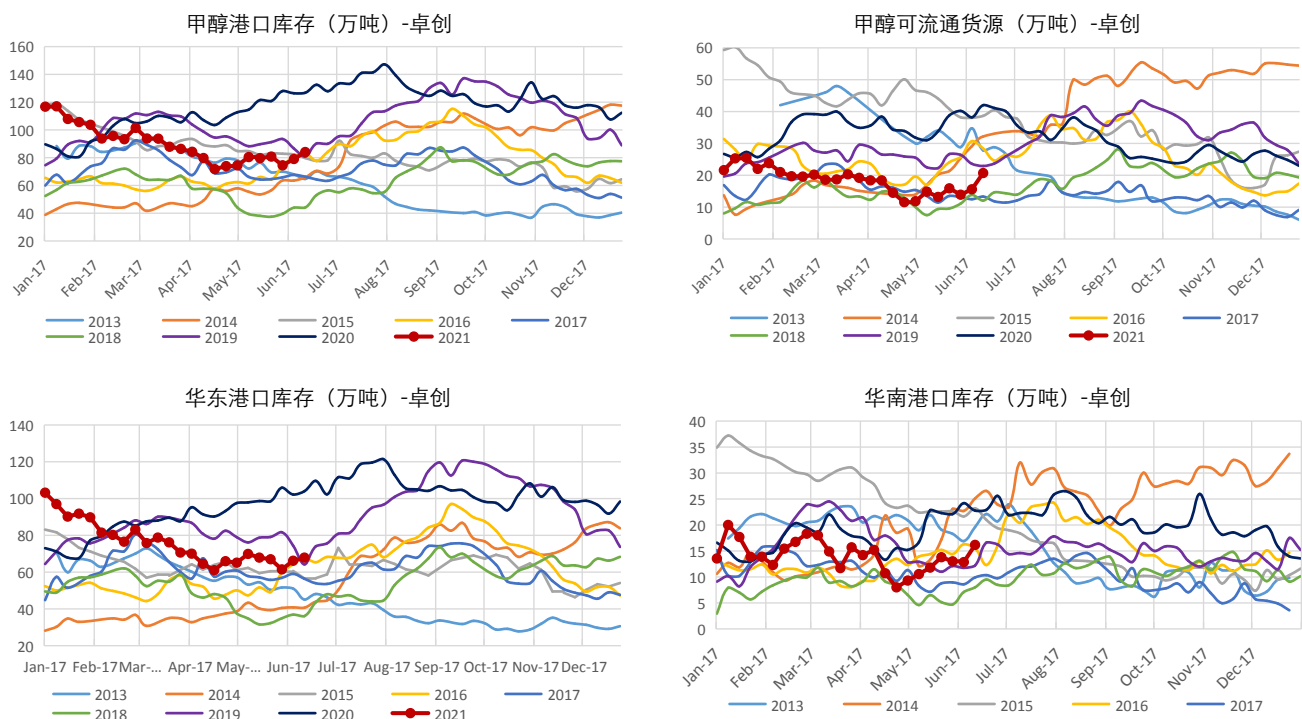 甲醇港口库存（万吨）-卓创
160
140
120
100
80
60
40
20
Jan-17 Feb-17 Mar-17 Apr-17 May-17 Jun-17 Jul-17 Aug-17 Sep-17 Oct-17 Nov-17 Dec-17
2013 2014 2015 2016 2017
2018 2019 2020 2021
甲醇可流通货源（万吨）-卓创
60
50
40
30
20
10
0
Jan-17 Feb-17 Mar-17 Apr-17 May-17 Jun-17 Jul-17 Aug-17 Sep-17 Oct-17 Nov-17 Dec-17
2013 2014 2015 2016 2017
2018 2019 2020 2021
华东港口库存（万吨）-卓创
140
120
100
80
60
40
20
Jan-17 Feb-17 Mar-... Apr-17 May-... Jun-17 Jul-17 Aug-17 Sep-17 Oct-17 Nov-17 Dec-17
2013 2014 2015 2016 2017
2018 2019 2020 2021
华南港口库存（万吨）-卓创
40
35
30
25
20
15
10
5
0
Jan-17 Feb-17 Mar-17 Apr-17 May-17 Jun-17 Jul-17 Aug-17 Sep-17 Oct-17 Nov-17 Dec-17
2013 2014 2015 2016 2017